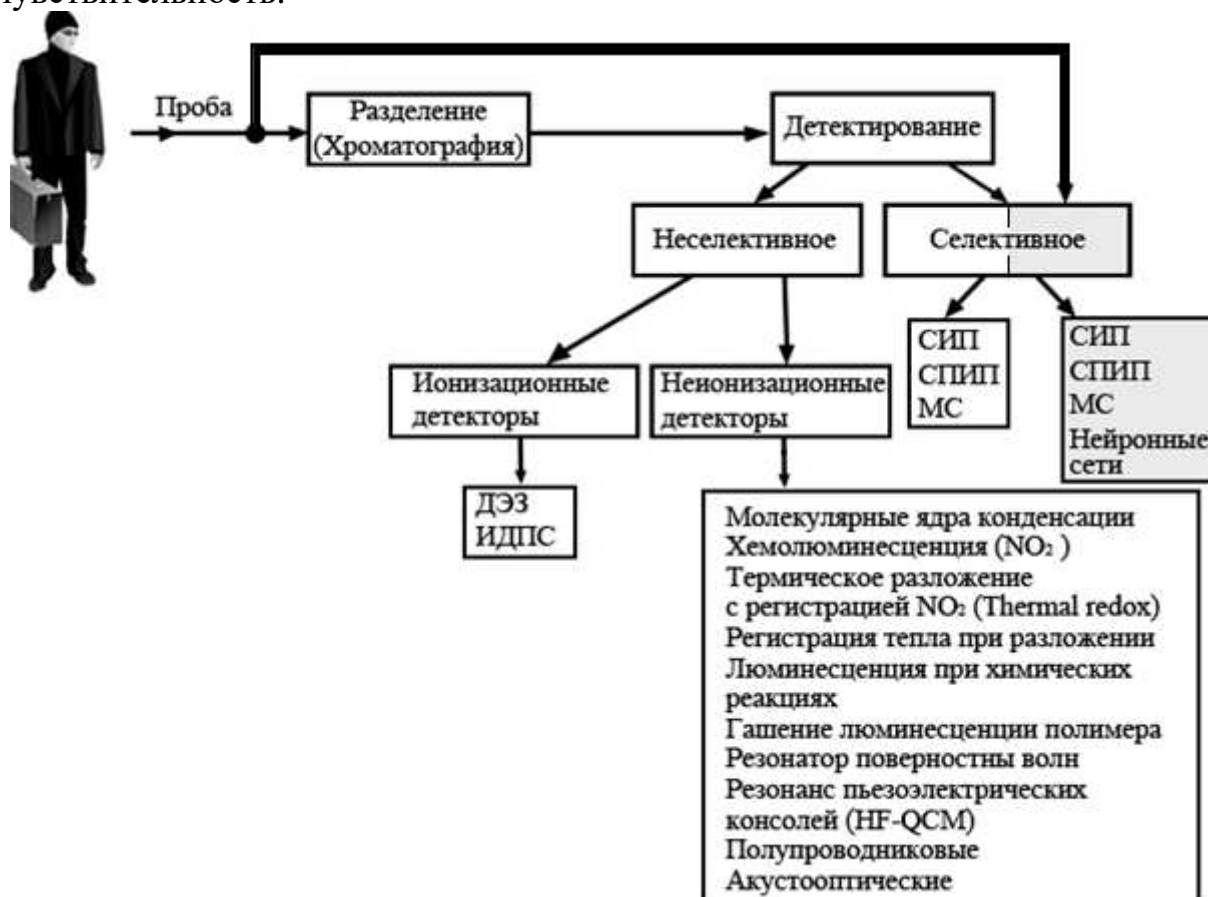 чувствительность.
Проба
Разделение
(Хроматография)
Детектирование
Неселективное
Селективное
Ионизационные
детекторы
Неионизационные
детекторы
СИП
СПИП
МС
СИП
СПИП
МС
Нейронные
сети
ДЭЗ
ИДПС
Молекулярные ядра конденсации
Хемолюминесценция (NO₂ )
Термическое разложение
с регистрацией NO₂ (Thermal redox)
Регистрация тепла при разложении
Люминесценция при химических
реакциях
Гашение люминесценции полимера
Резонатор поверностны волн
Резонанс пьезоэлектрических
консолей (HF-QCM)
Полупроводниковые
Акустооптические